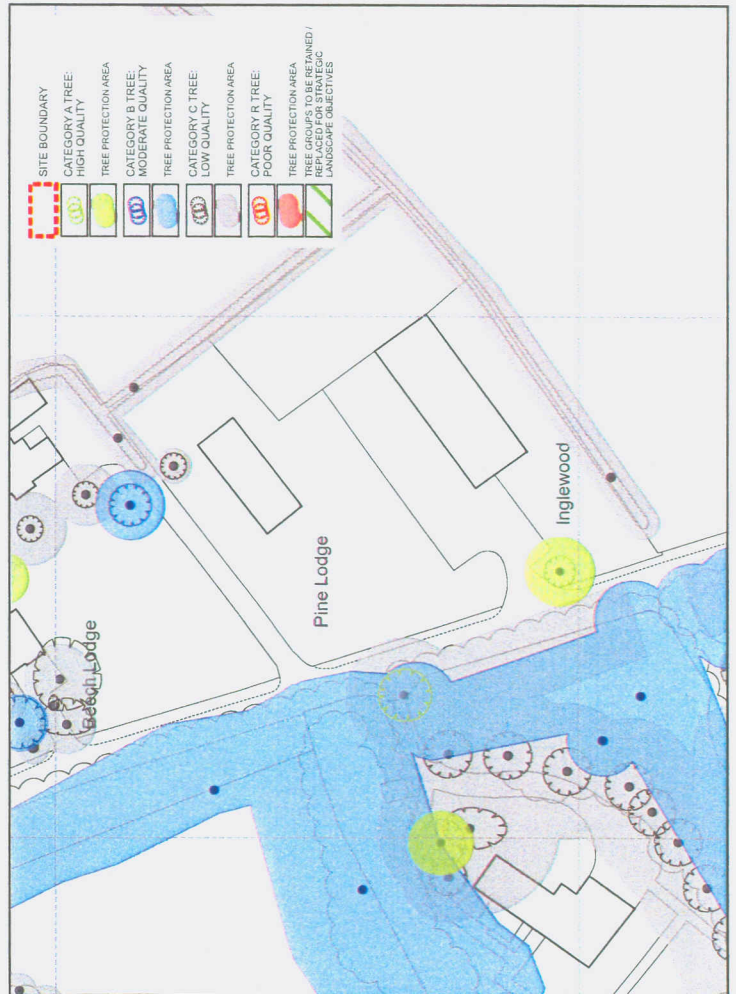 SITE BOUNDARY
CATEGORY A TREE:
HIGH QUALITY
TREE PROTECTION AREA
CATEGORY B TREE:
MODERATE QUALITY
TREE PROTECTION AREA
CATEGORY C TREE:
LOW QUALITY
TREE PROTECTION AREA
CATEGORY R TREE:
POOR QUALITY
TREE PROTECTION AREA
TREE GROUPS TO BE RETAINED /
REPLACED FOR STRATEGIC
LANDSCAPE OBJECTIVES
Beech Lodge
Pine Lodge
Inglewood